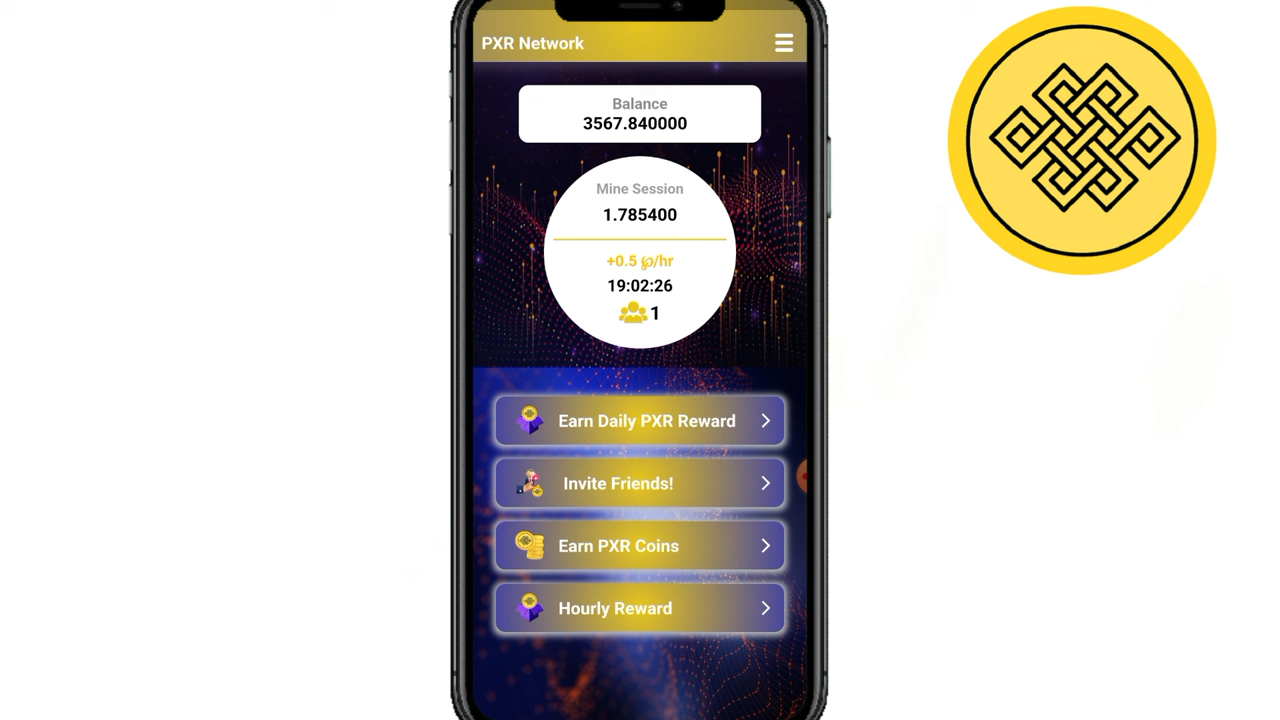 PXR Network
Balance
3567.840000
Mine Session
1.785400
+0.5 ℘/hr
19:02:26
1
Earn Daily PXR Reward
Invite Friends!
Earn PXR Coins
Hourly Reward